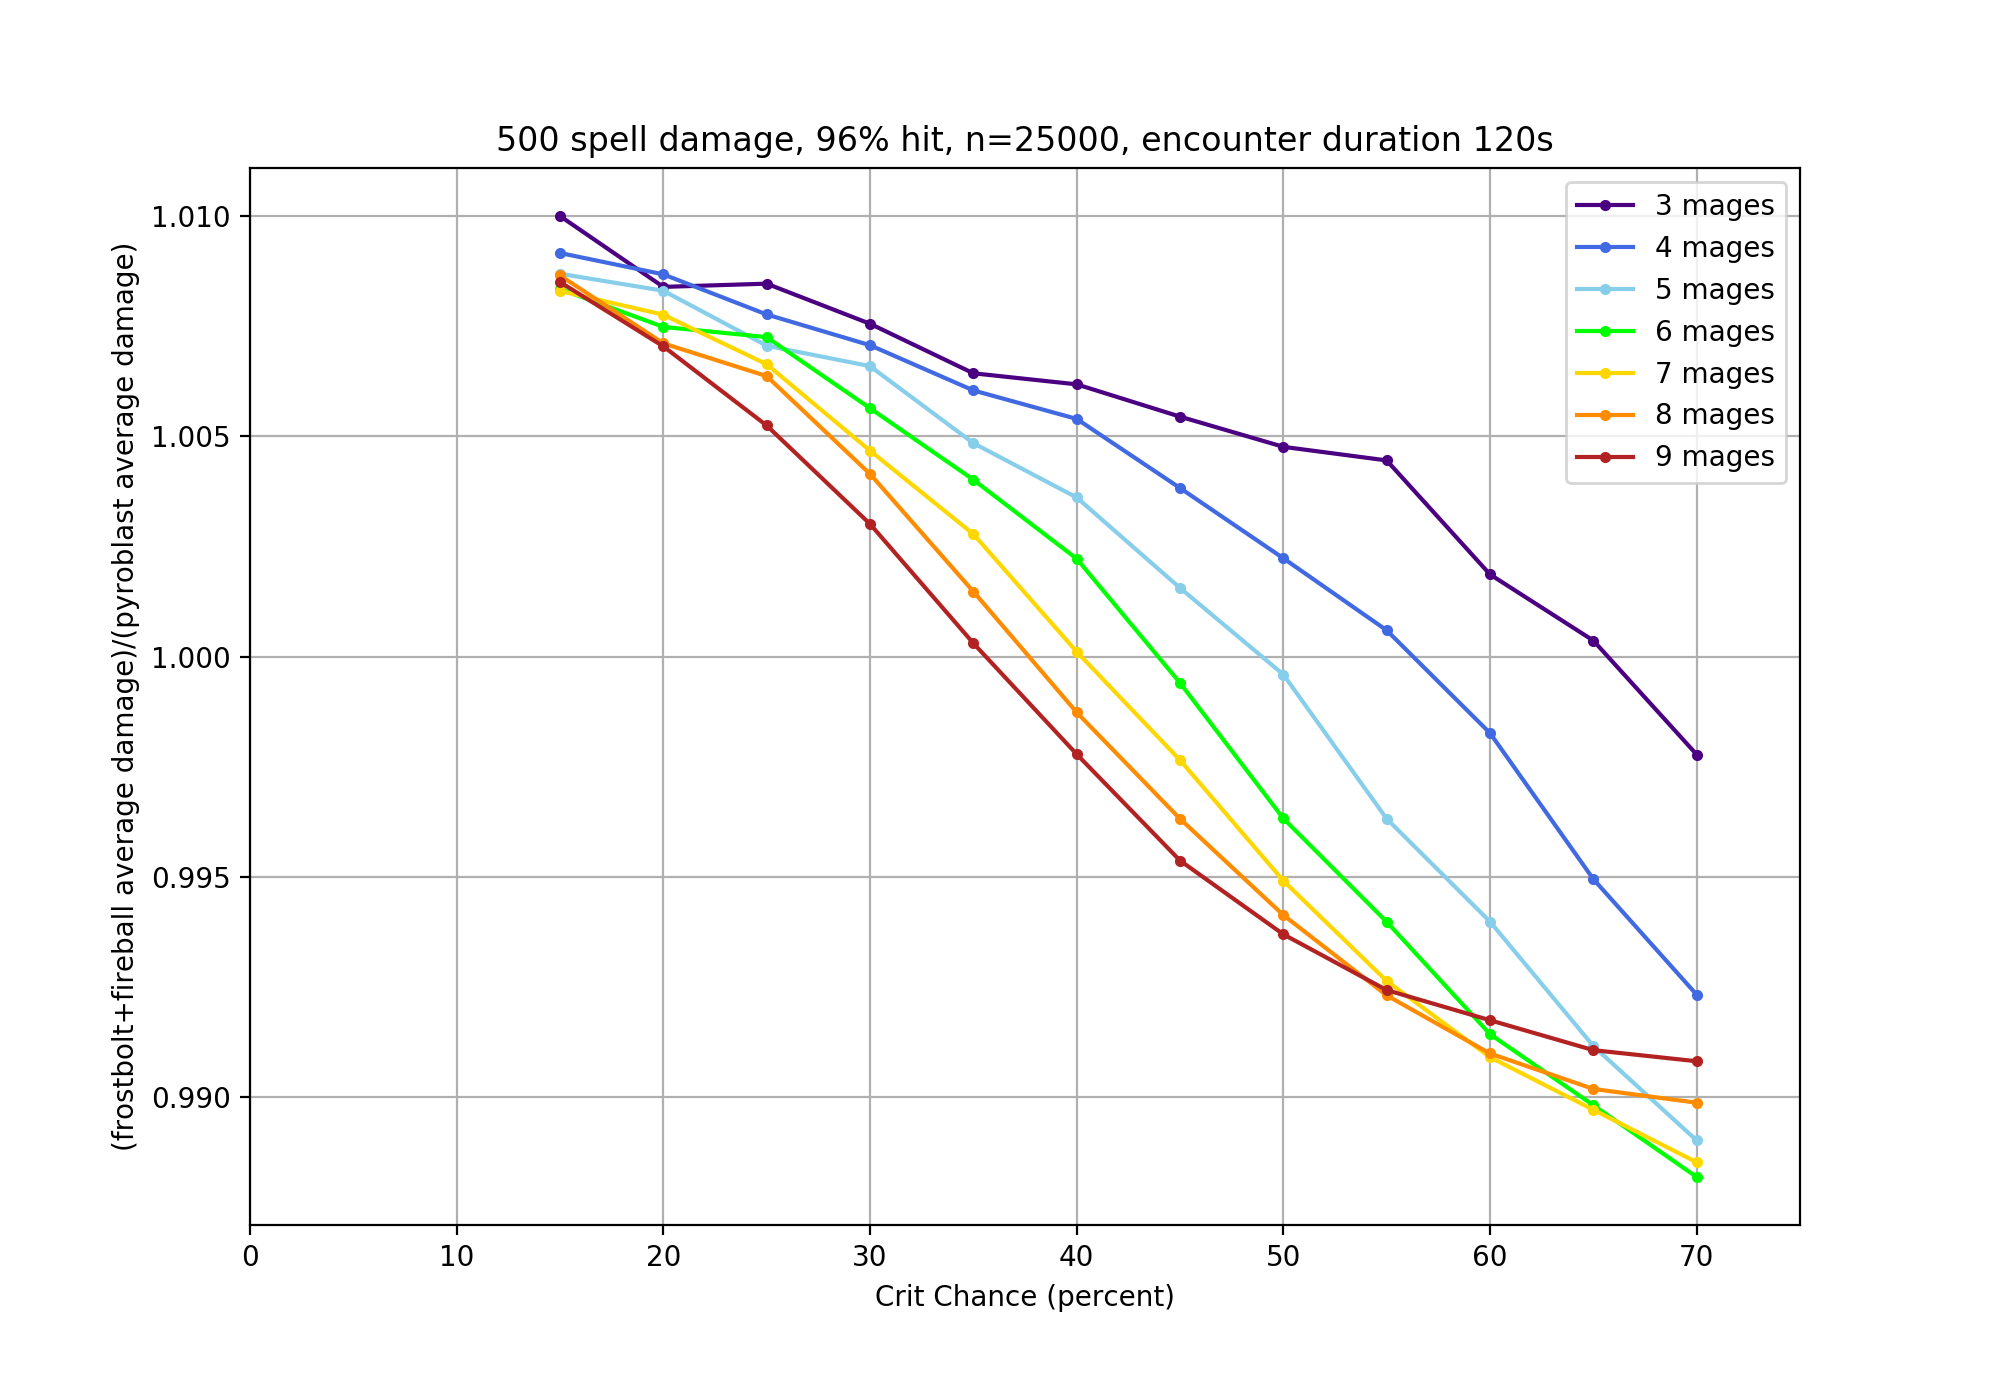 500 spell damage, 96% hit, n=25000, encounter duration 120s
(frostbolt+fireball average damage)/(pyroblast average damage)
1.010
1.005
1.000
0.995
0.990
3 mages
4 mages
5 mages
6 mages
7 mages
8 mages
9 mages
0 10 20 30 40 50 60 70
Crit Chance (percent)